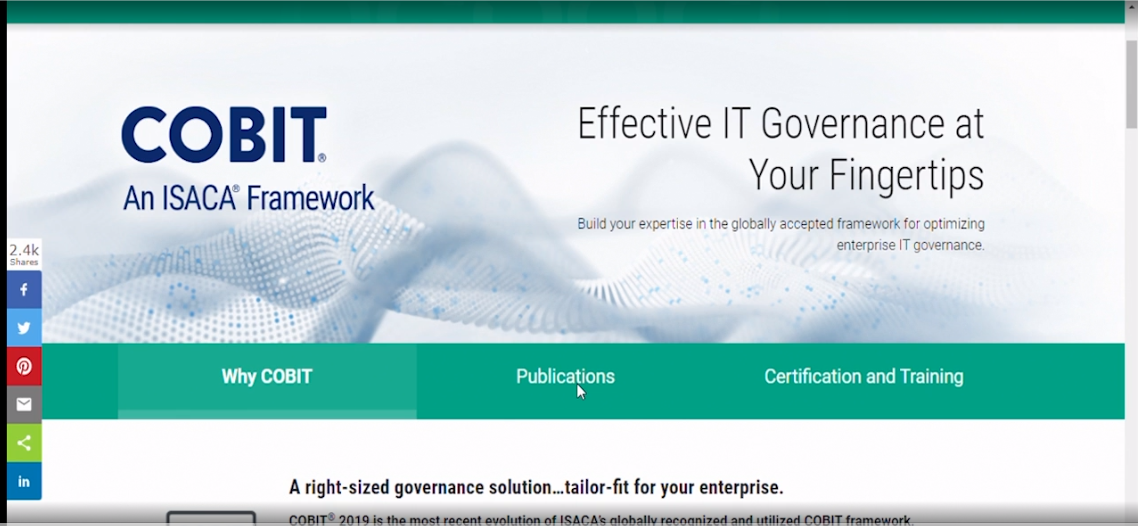 COBIT®
An ISACA® Framework
Effective IT Governance at
Your Fingertips
Build your expertise in the globally accepted framework for optimizing
enterprise IT governance.
2.4k
Shares
f
in
Why COBIT
Publications
Certification and Training
A right-sized governance solution...tailor-fit for your enterprise.
COBIT® 2019 is the most recent evolution of ISACA's globally recognized and utilized COBIT framework.